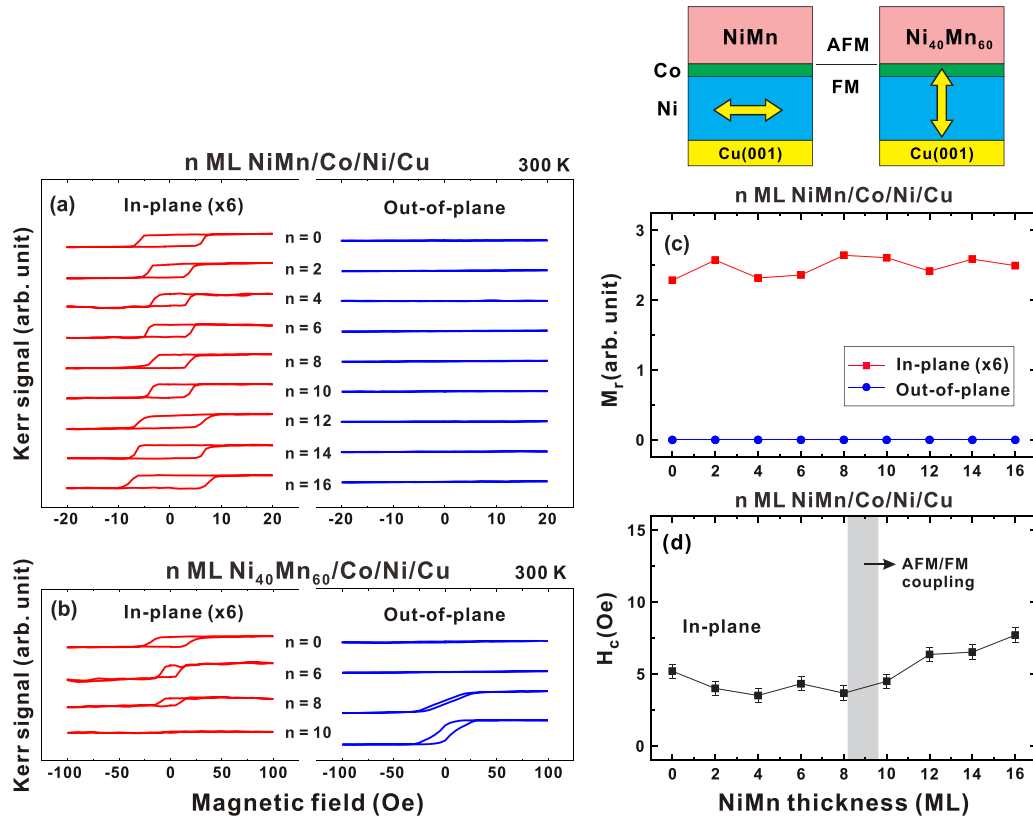 NiMn
AFM
Ni40Mn60
Co
FM
Ni
Cu(001)
Cu(001)
n ML NiMn/Co/Ni/Cu 300 K
(a)
In-plane (x6)
Out-of-plane
Kerr signal (arb. unit)
n = 0
n = 2
n = 4
n = 6
n = 8
n = 10
n = 12
n = 14
n = 16
-20 -10 0 10 20
-20 -10 0 10 20
n ML Ni40Mn60/Co/Ni/Cu 300 K
(b)
In-plane (x6)
Out-of-plane
Kerr signal (arb. unit)
n = 0
n = 6
n = 8
n = 10
-100 -50 0 50 100
-100 -50 0 50 100
Magnetic field (Oe)
n ML NiMn/Co/Ni/Cu
(c)
Mr(arb. unit)
3
2
1
0
In-plane (x6)
Out-of-plane
0 2 4 6 8 10 12 14 16
n ML NiMn/Co/Ni/Cu
(d)
AFM/FM
coupling
In-plane
Hc(Oe)
15
10
5
0
0 2 4 6 8 10 12 14 16
NiMn thickness (ML)